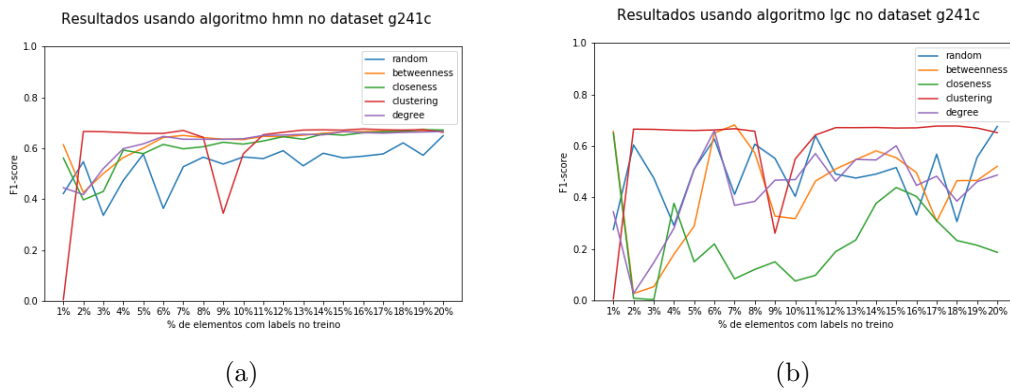 Resultados usando algoritmo hmn no dataset g241c
1.0
0.8
0.6
0.4
0.2
0.0
F1-score
random
betweenness
closeness
clustering
degree
1% 2% 3% 4% 5% 6% 7% 8% 9% 10% 11% 12% 13% 14% 15% 16% 17% 18% 19% 20%
% de elementos com labels no treino
(a)
Resultados usando algoritmo lgc no dataset g241c
1.0
0.8
0.6
0.4
0.2
0.0
F1-score
random
betweenness
closeness
clustering
degree
1% 2% 3% 4% 5% 6% 7% 8% 9% 10% 11% 12% 13% 14% 15% 16% 17% 18% 19% 20%
% de elementos com labels no treino
(b)